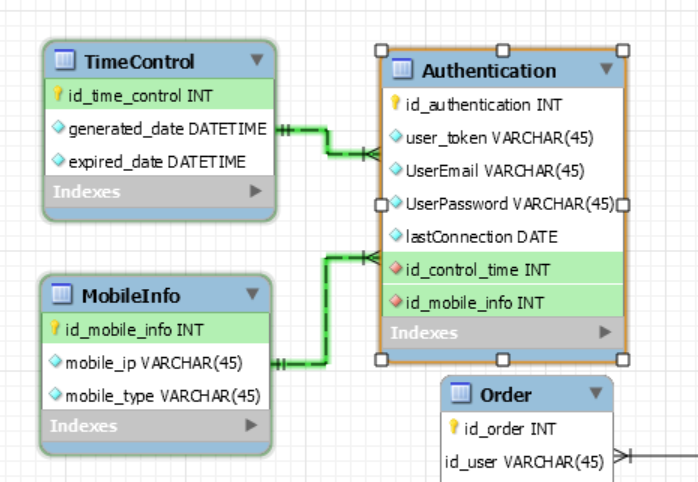 TimeControl
id_time_control INT
generated_date DATETIME
expired_date DATETIME
Indexes
Authentication
id_authentication INT
user_token VARCHAR(45)
UserEmail VARCHAR(45)
UserPassword VARCHAR(45)
lastConnection DATE
id_control_time INT
id_mobile_info INT
Indexes
MobileInfo
id_mobile_info INT
mobile_ip VARCHAR(45)
mobile_type VARCHAR(45)
Indexes
Order
id_order INT
id_user VARCHAR(45)